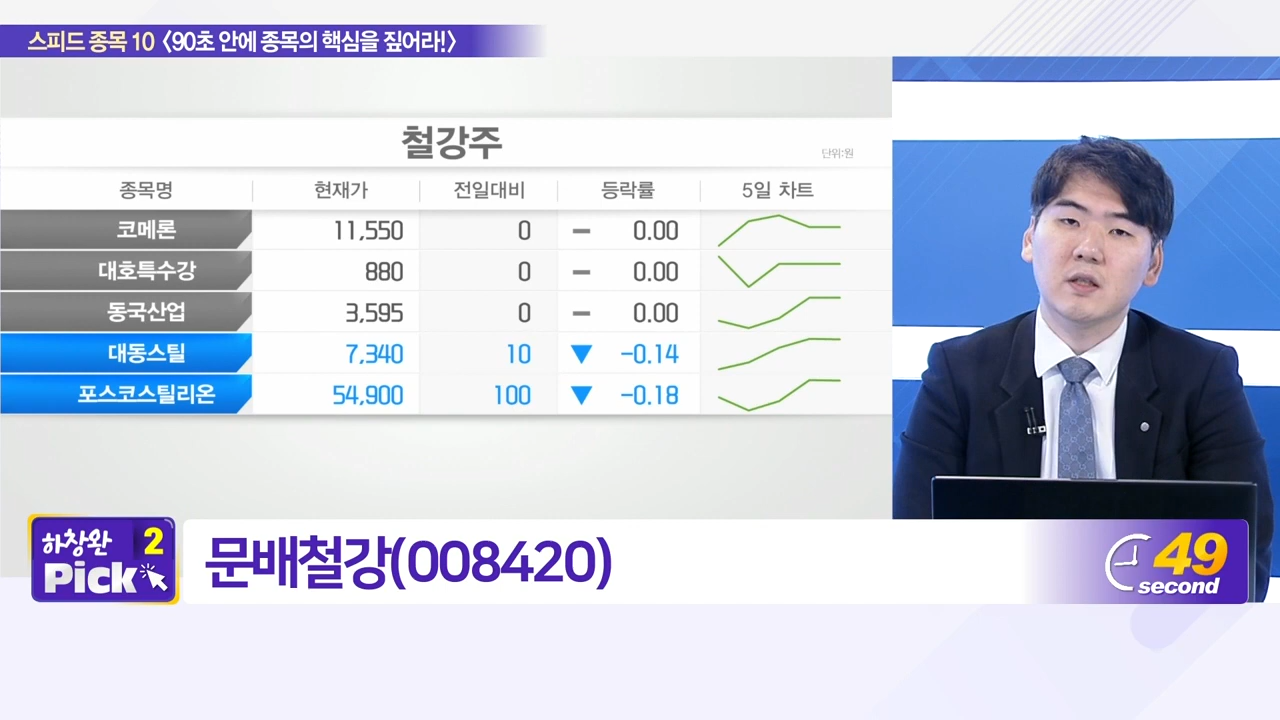 스피드 종목 10 〈90초 안에 종목의 핵심을 짚어라!〉
철강주
단위:원
종목명 현재가 전일대비 등락률 5일 차트
코메론 11,550 0 - 0.00
대호특수강 880 0 - 0.00
동국산업 3,595 0 - 0.00
대동스틸 7,340 10 ▼ -0.14
포스코스틸리온 54,900 100 ▼ -0.18
하창완 2
Pick
문배철강(008420)
49
second